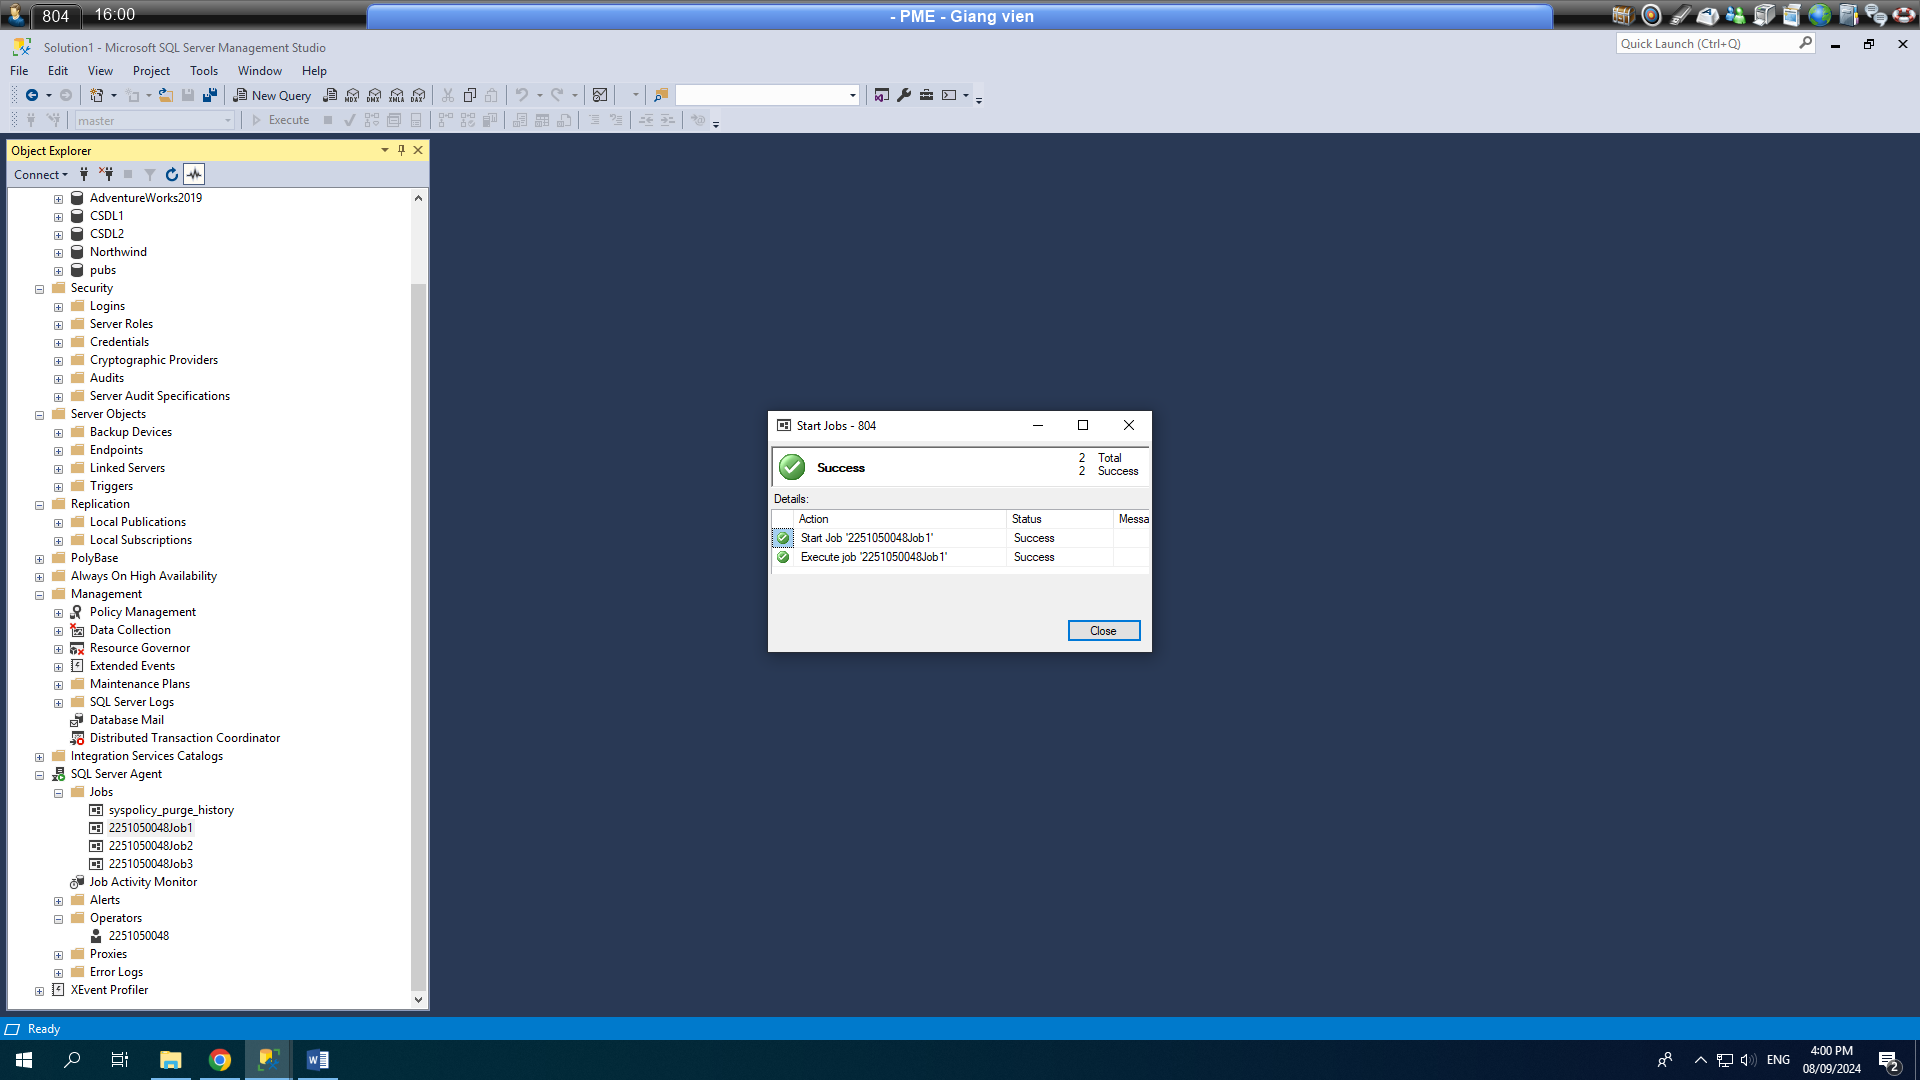 804
16:00
- PME - Giang vien
Solution1 - Microsoft SQL Server Management Studio
Quick Launch (Ctrl+Q)
File Edit View Project Tools Window Help
New Query
MDX DMX XMLA DAX
master
Execute
Object Explorer
Connect
AdventureWorks2019
CSDL1
CSDL2
Northwind
pubs
Security
Logins
Server Roles
Credentials
Cryptographic Providers
Audits
Server Audit Specifications
Server Objects
Backup Devices
Endpoints
Linked Servers
Triggers
Replication
Local Publications
Local Subscriptions
PolyBase
Always On High Availability
Management
Policy Management
Data Collection
Resource Governor
Extended Events
Maintenance Plans
SQL Server Logs
Database Mail
Distributed Transaction Coordinator
Integration Services Catalogs
SQL Server Agent
Jobs
syspolicy_purge_history
2251050048Job1
2251050048Job2
2251050048Job3
Job Activity Monitor
Alerts
Operators
2251050048
Proxies
Error Logs
XEvent Profiler
Start Jobs - 804
Success
2 Total
2 Success
Details:
Action Status Messa
Start Job '2251050048Job1' Success
Execute job '2251050048Job1' Success
Close
Ready
ENG
4:00 PM
08/09/2024
2